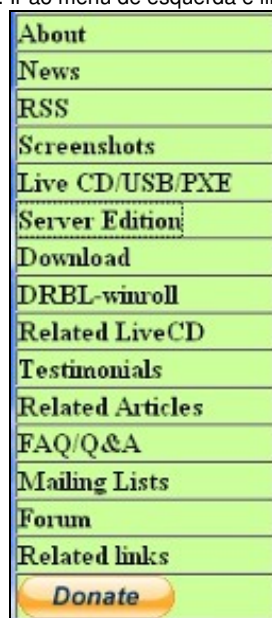 About
News
RSS
Screenshots
Live CD/USB/PXE
Server Edition
Download
DRBL-winroll
Related LiveCD
Testimonials
Related Articles
FAQ/Q&A
Mailing Lists
Forum
Related links
Donate